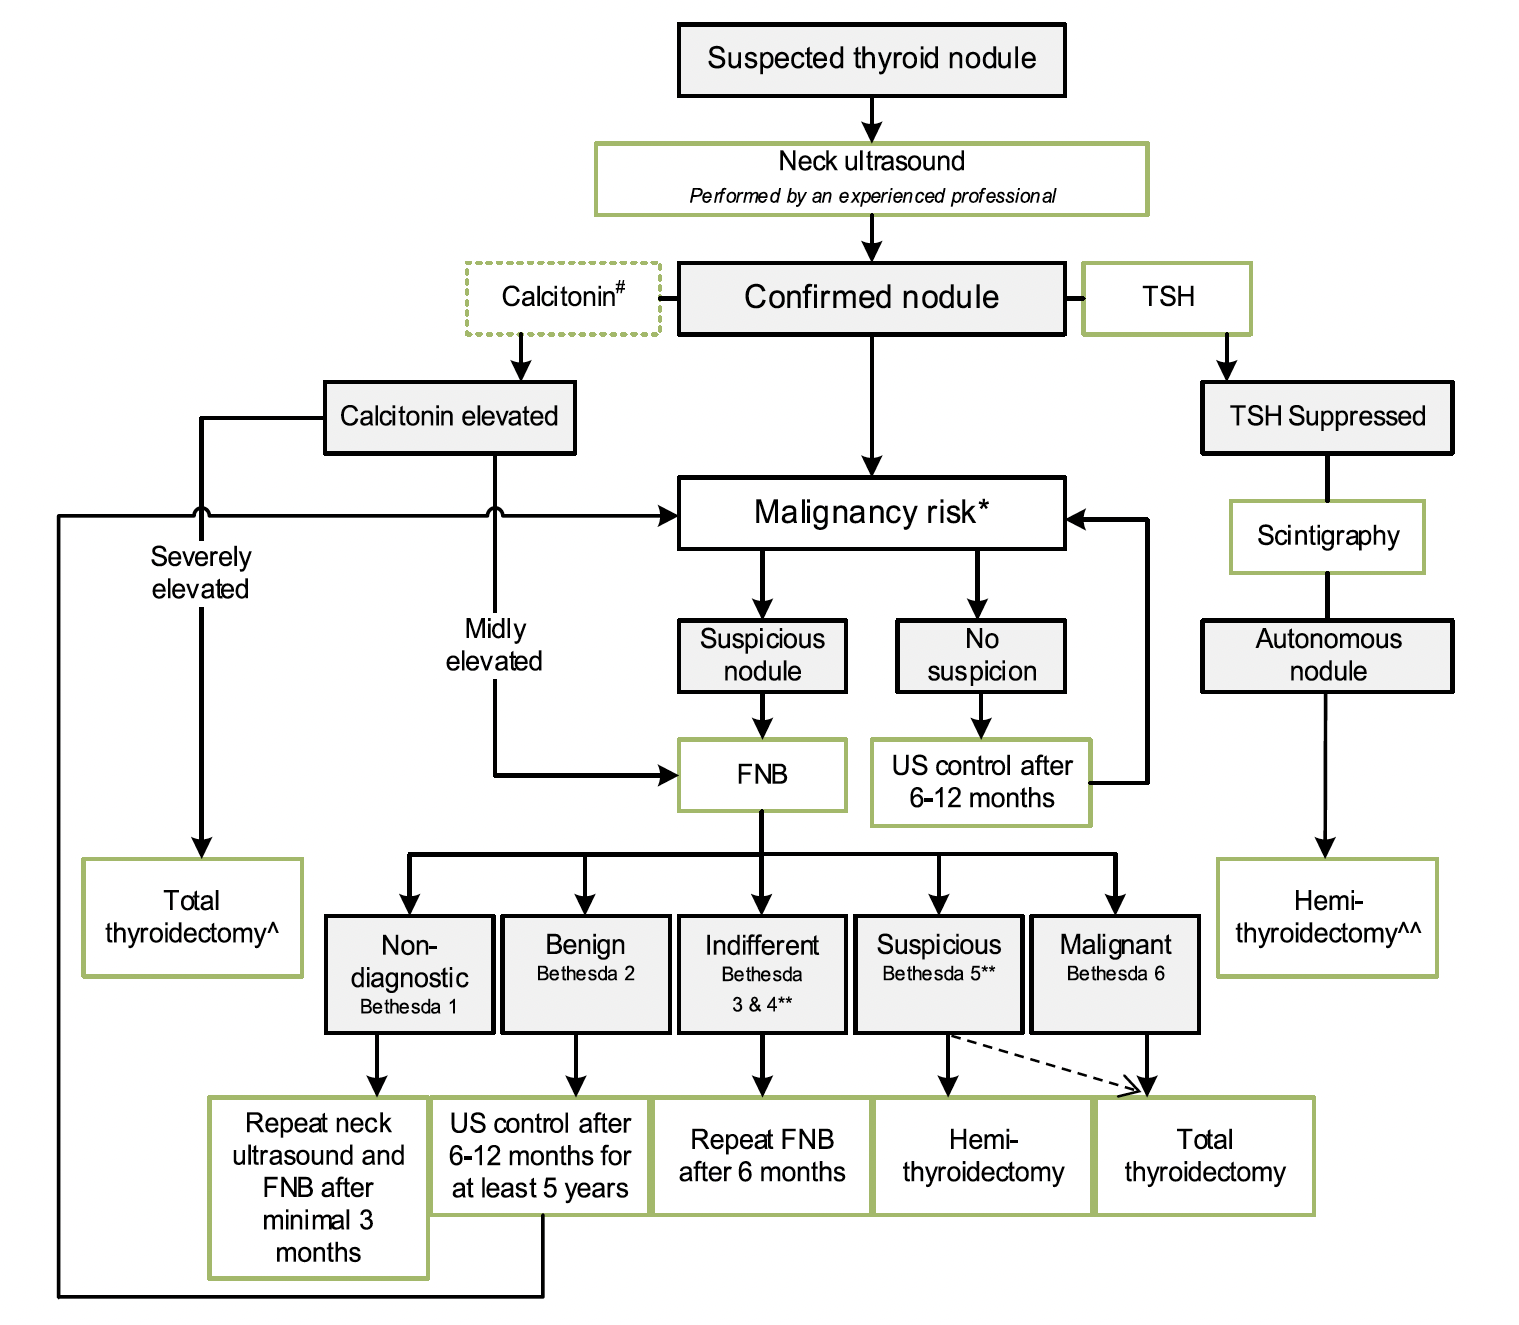 Suspected thyroid nodule
Neck ultrasound
Performed by an experienced professional
Calcitonin#
Confirmed nodule
TSH
Calcitonin elevated
TSH Suppressed
Malignancy risk*
Scintigraphy
Severely
elevated
Midly
elevated
Suspicious
nodule
No
suspicion
Autonomous
nodule
FNB
US control after
6-12 months
Total
thyroidectomy^
Hemi-
thyroidectomy^^
Non-
diagnostic
Bethesda 1
Benign
Bethesda 2
Indifferent
Bethesda
3 & 4**
Suspicious
Bethesda 5**
Malignant
Bethesda 6
Repeat neck
ultrasound and
FNB after
minimal 3
months
US control after
6-12 months for
at least 5 years
Repeat FNB
after 6 months
Hemi-
thyroidectomy
Total
thyroidectomy